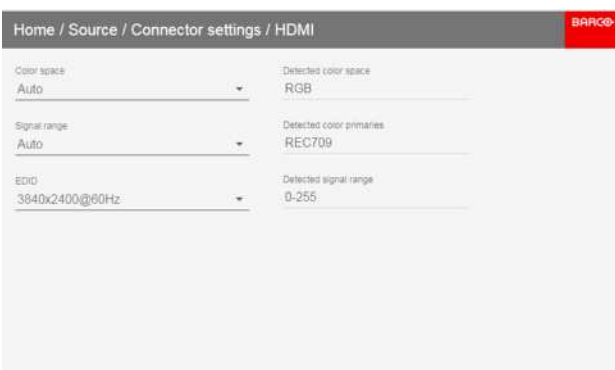 Home / Source / Connector settings / HDMI
BARCO
Color space
Auto
Detected color space
RGB
Signal range
Auto
Detected color primaries
REC709
EDID
3840x2400@60Hz
Detected signal range
0-255